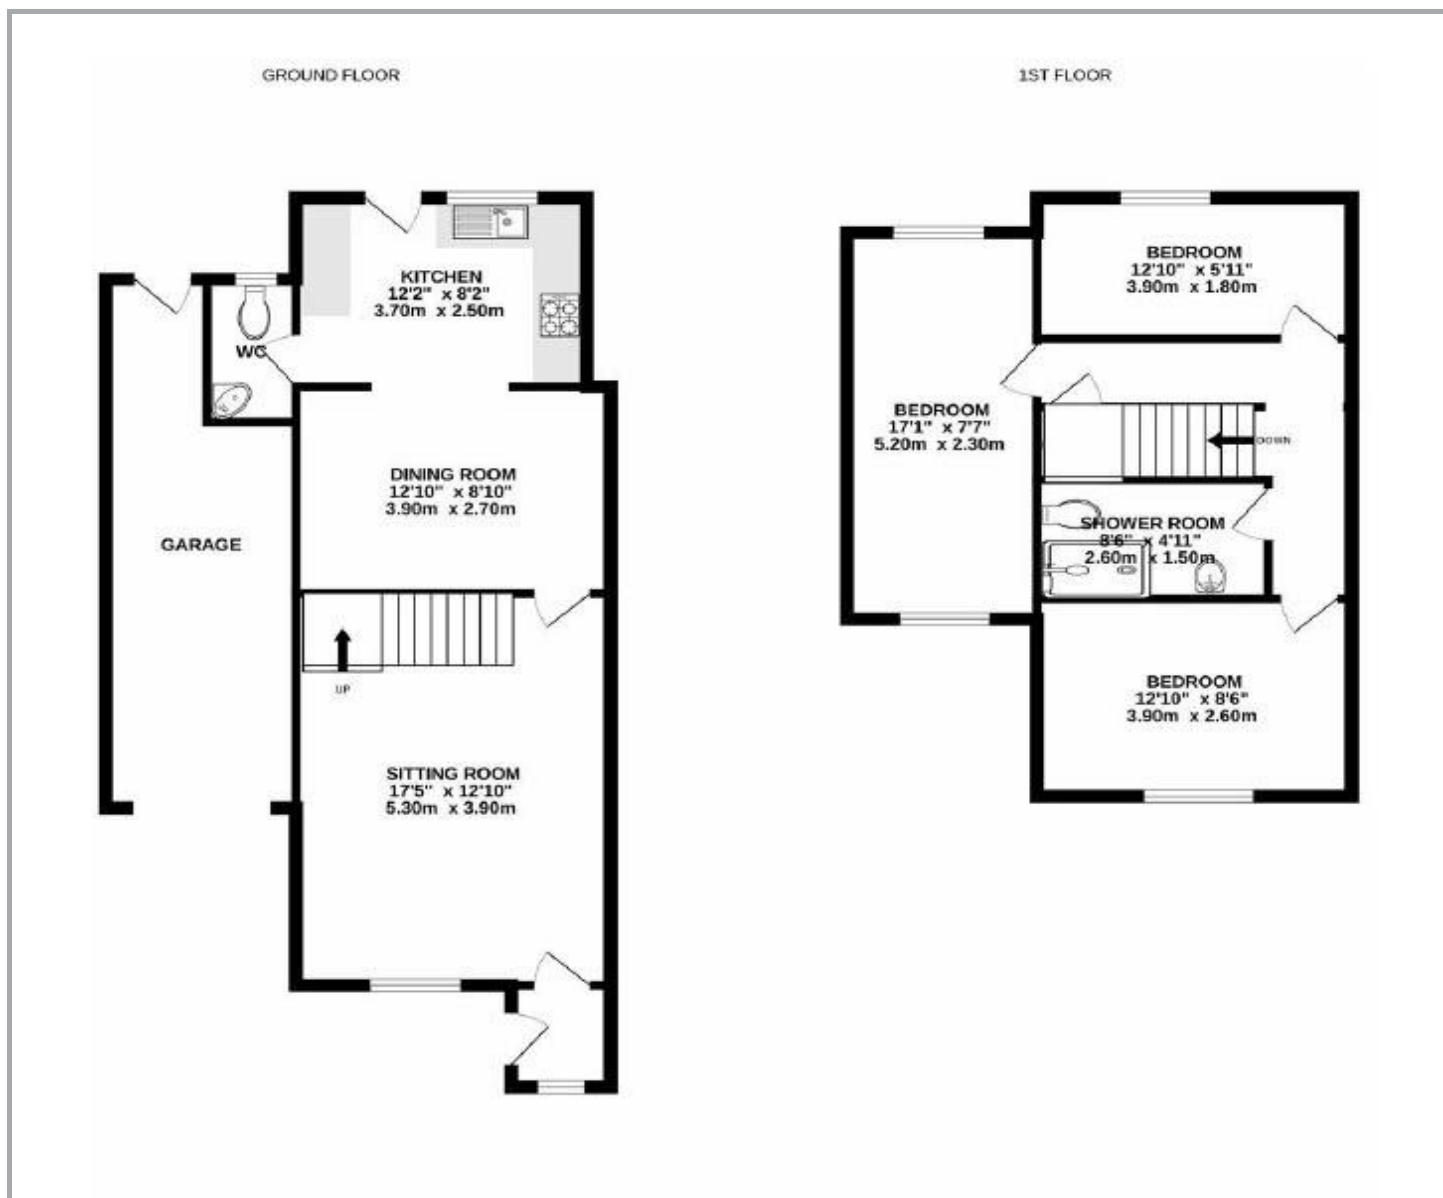 GROUND FLOOR
1ST FLOOR
KITCHEN
12'2" x 8'2"
3.70m x 2.50m
WC
DINING ROOM
12'10" x 8'10"
3.90m x 2.70m
GARAGE
UP
SITTING ROOM
17'5" x 12'10"
5.30m x 3.90m
BEDROOM
12'10" x 5'11"
3.90m x 1.80m
BEDROOM
17'1" x 7'7"
5.20m x 2.30m
DOWN
SHOWER ROOM
8'6" x 4'11"
2.60m x 1.50m
BEDROOM
12'10" x 8'6"
3.90m x 2.60m